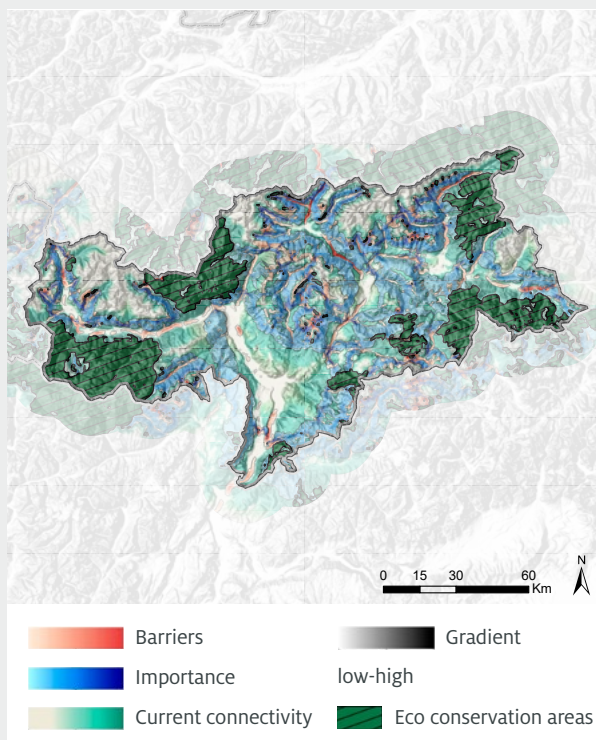 N
0 15 30 60
Km
Barriers
Gradient
Importance
low-high
Current connectivity
Eco conservation areas